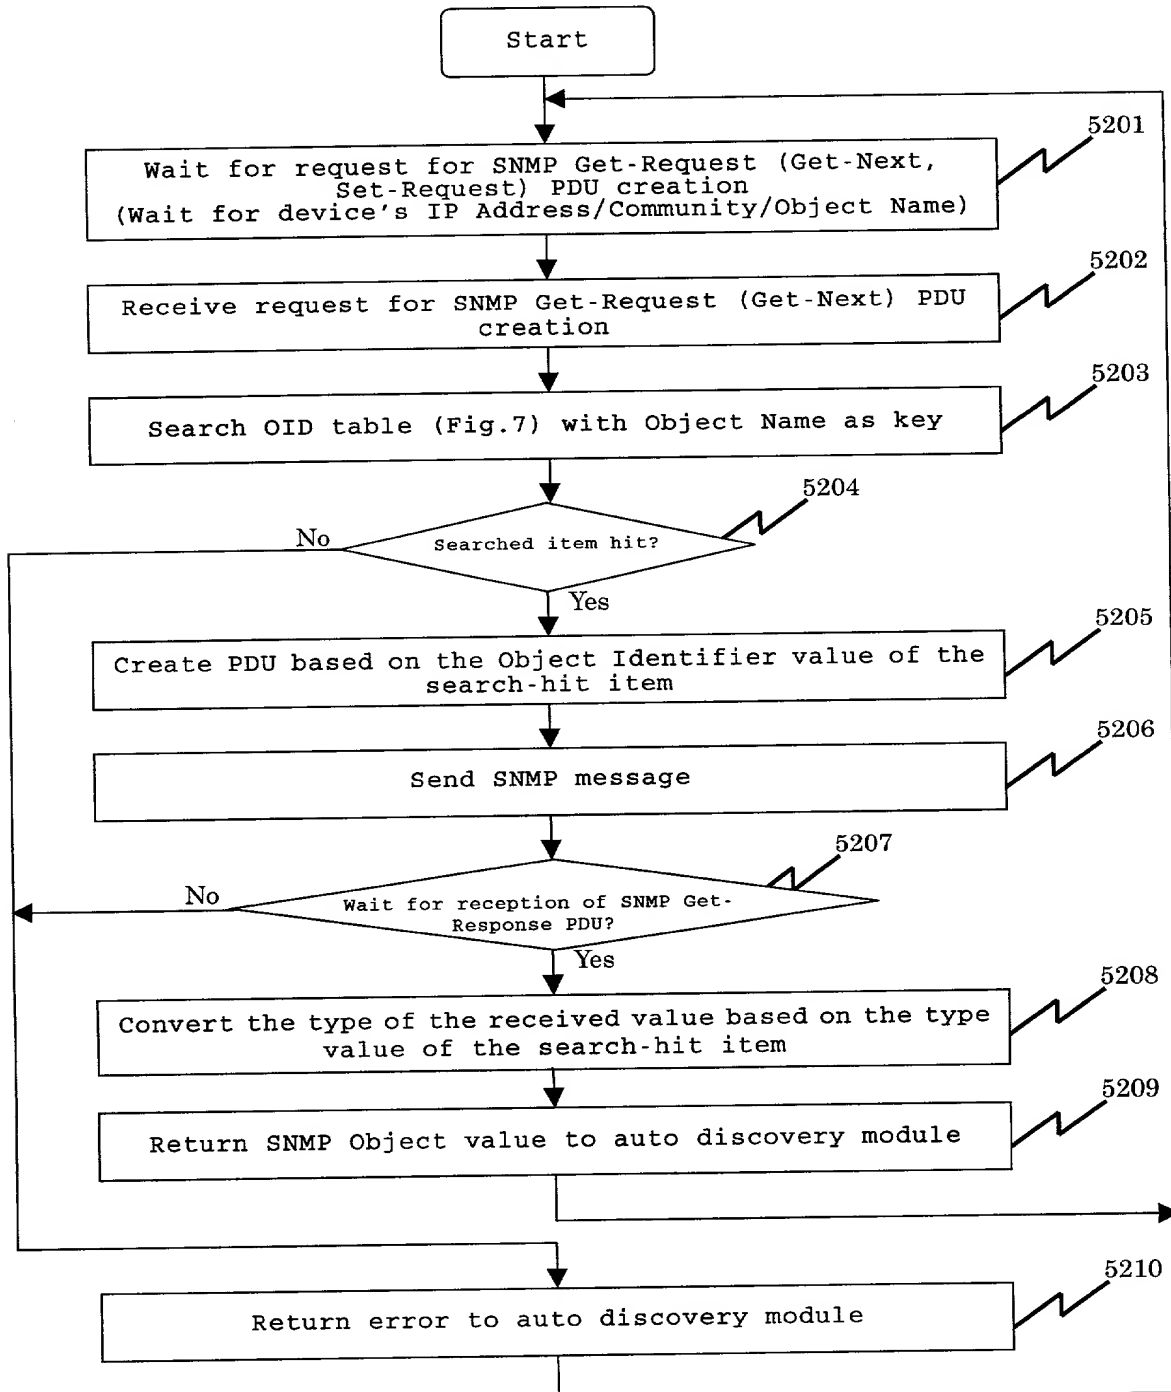 Start
5201
Wait for request for SNMP Get-Request (Get-Next,
Set-Request) PDU creation
(Wait for device's IP Address/Community/Object Name)
5202
Receive request for SNMP Get-Request (Get-Next) PDU
creation
5203
Search OID table (Fig.7) with Object Name as key
5204
No
Searched item hit?
Yes
5205
Create PDU based on the Object Identifier value of the
search-hit item
5206
Send SNMP message
5207
No
Wait for reception of SNMP Get-
Response PDU?
Yes
5208
Convert the type of the received value based on the type
value of the search-hit item
5209
Return SNMP Object value to auto discovery module
5210
Return error to auto discovery module